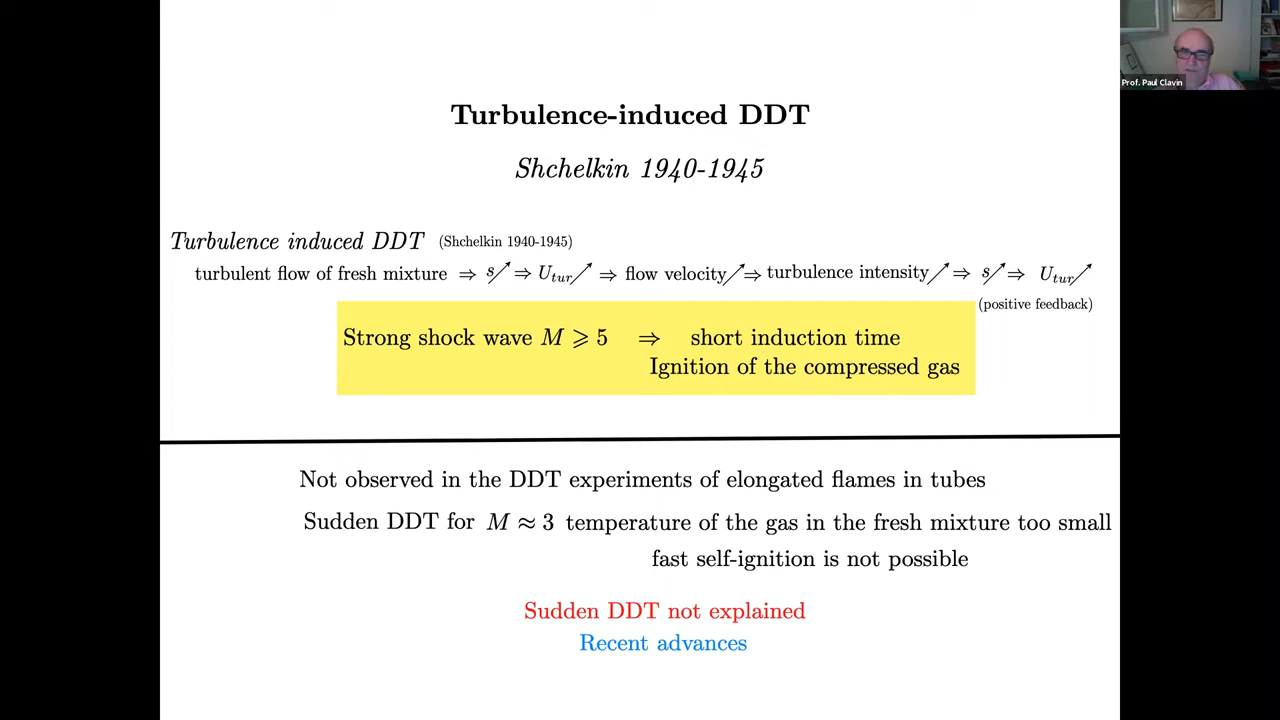 Turbulence-induced DDT
Shchelkin 1940-1945
Turbulence induced DDT (Shchelkin 1940-1945)
turbulent flow of fresh mixture ⇒ s↗ ⇒ U_tur↗ ⇒ flow velocity↗ ⇒ turbulence intensity↗ ⇒ s↗ ⇒ U_tur↗
(positive feedback)
Strong shock wave M ⩾ 5 ⇒ short induction time
Ignition of the compressed gas
Not observed in the DDT experiments of elongated flames in tubes
Sudden DDT for M ≈ 3 temperature of the gas in the fresh mixture too small
fast self-ignition is not possible
Sudden DDT not explained
Recent advances
Prof. Paul Clavin